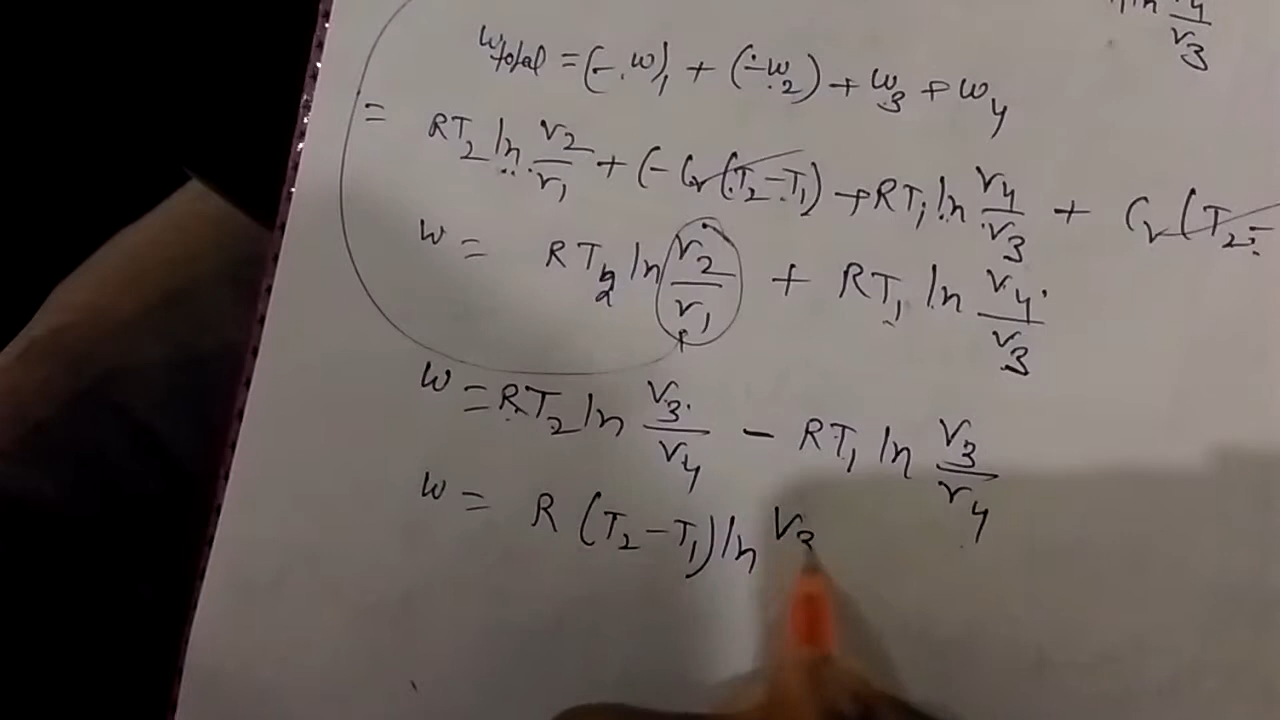 ln V4/V3
Wtotal = (-w)1 + (-w2) + w3 + w4
= RT2 ln V2/V1 + (-Cv(T2-T1) + RT1 ln V4/V3 + Cv(T2-
W = RT2 ln V2/V1 + RT1 ln V4/V3
W = RT2 ln V3/V4 - RT1 ln V3/V4
W = R (T2-T1) ln V3